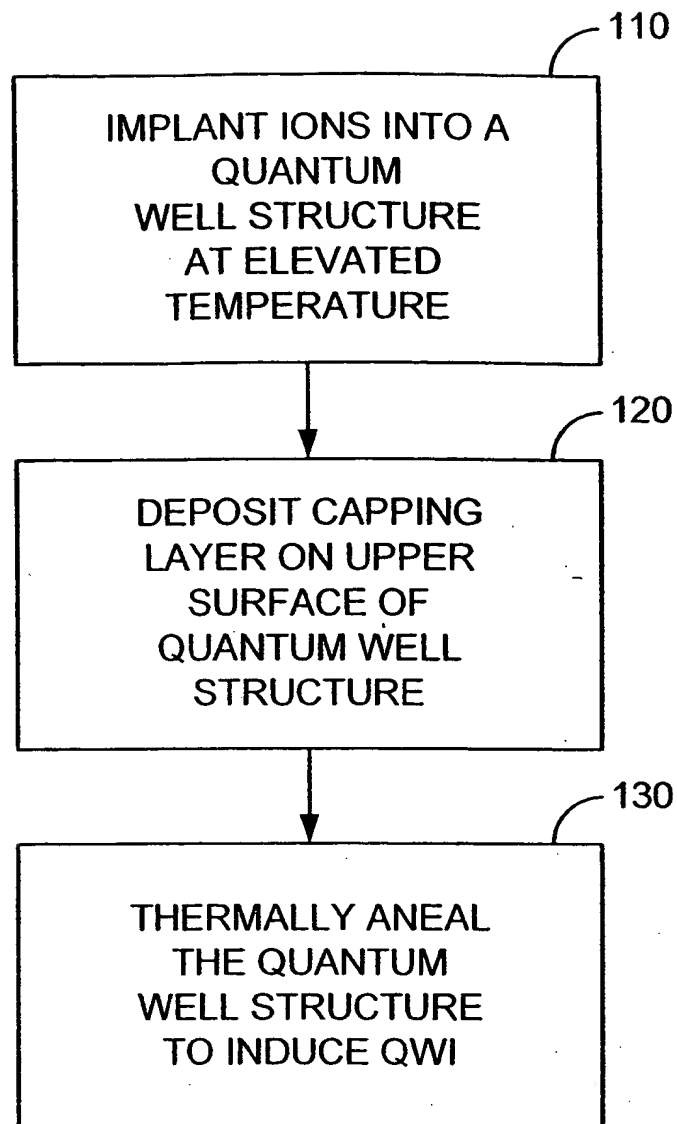 110
IMPLANT IONS INTO A
QUANTUM
WELL STRUCTURE
AT ELEVATED
TEMPERATURE
120
DEPOSIT CAPPING
LAYER ON UPPER
SURFACE OF
QUANTUM WELL
STRUCTURE
130
THERMALLY ANEAL
THE QUANTUM
WELL STRUCTURE
TO INDUCE QWI